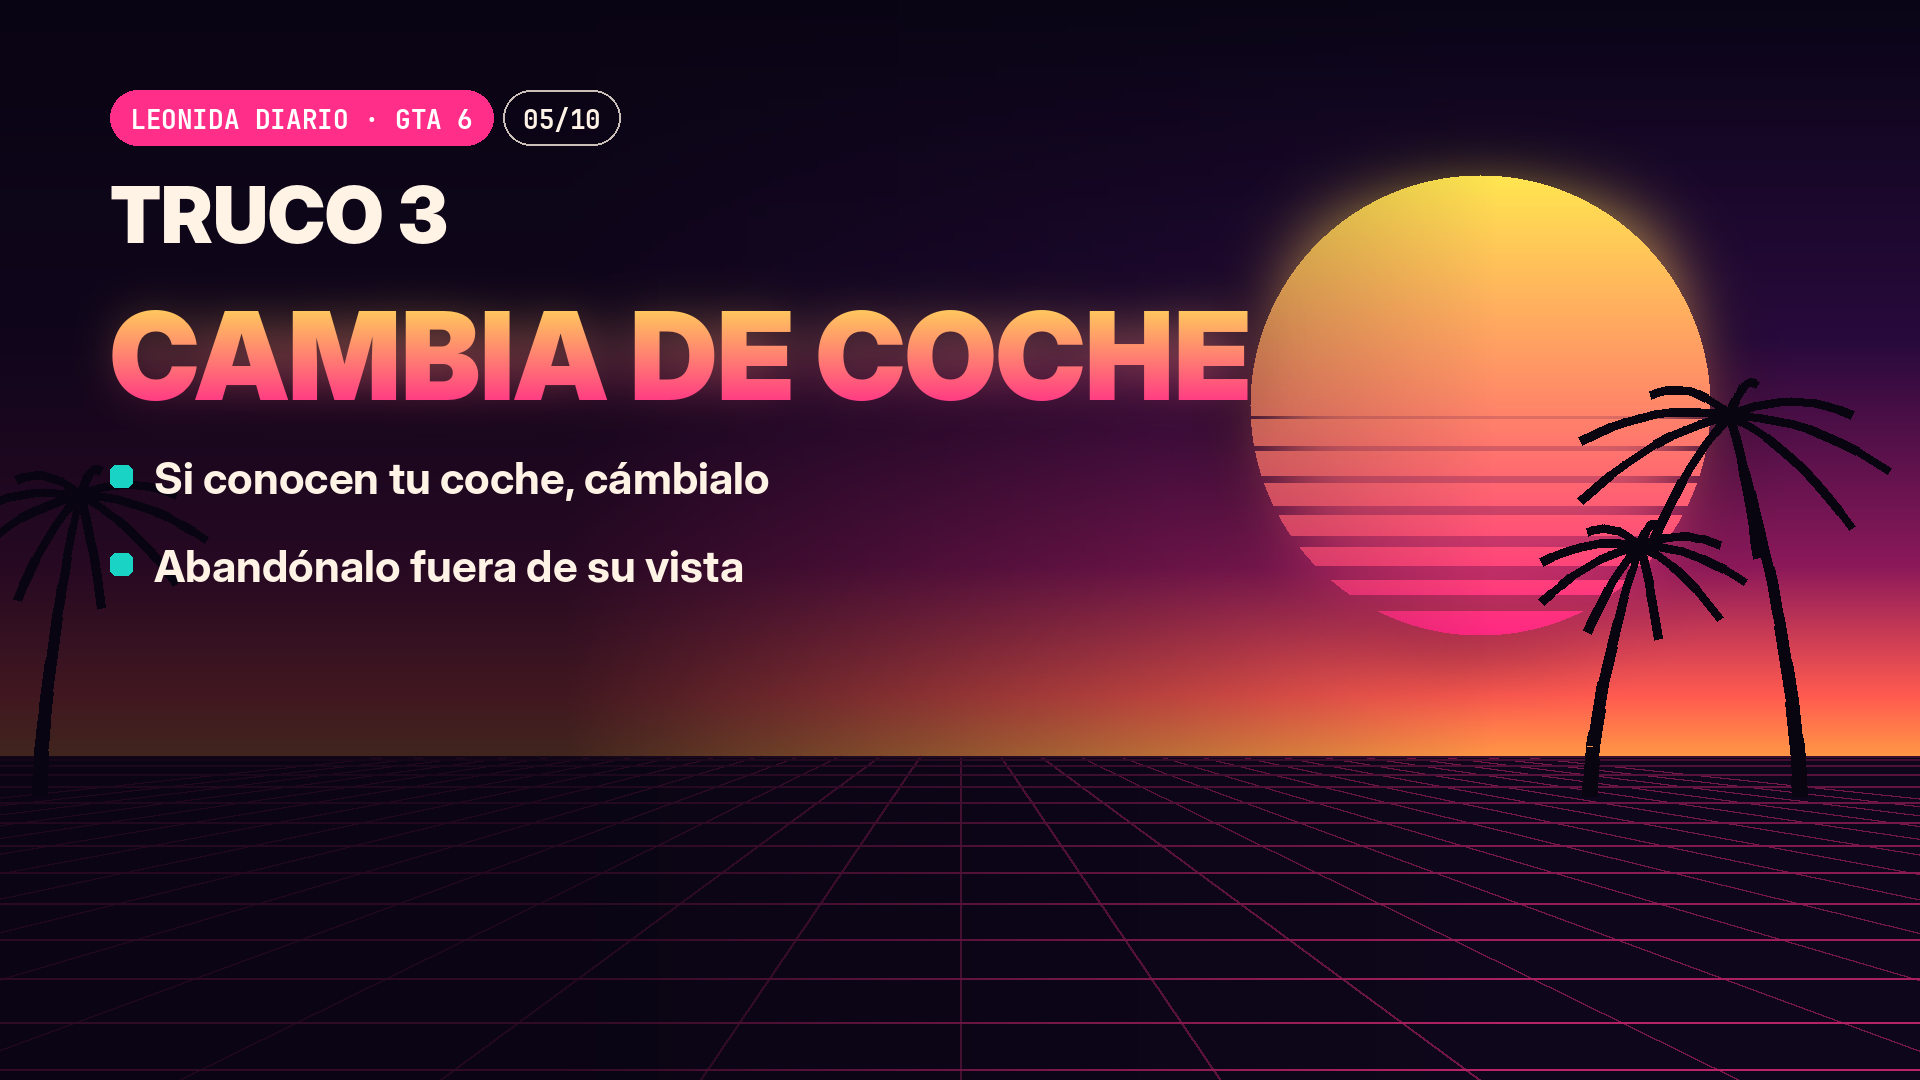 LEONIDA DIARIO · GTA 6
05/10
TRUCO 3
CAMBIA DE COCHE
Si conocen tu coche, cámbialo
Abandónalo fuera de su vista